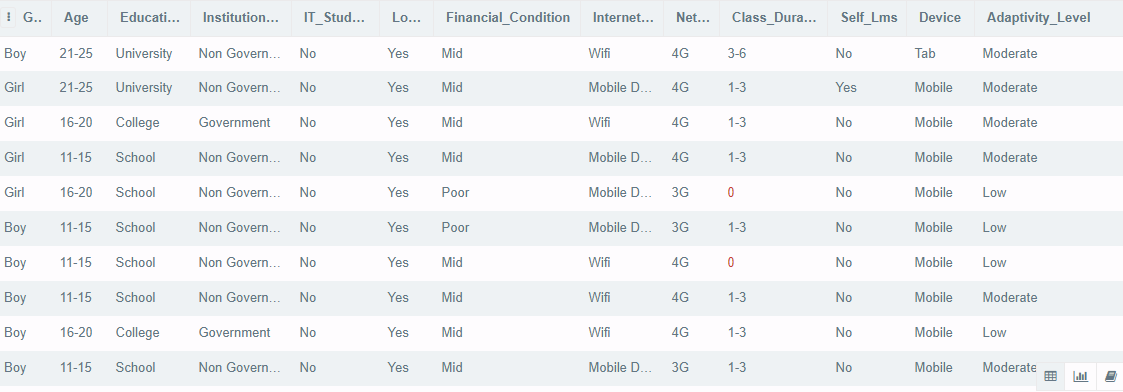 G... Age Educati... Institution... IT_Stud... Lo... Financial_Condition Internet... Net... Class_Dura... Self_Lms Device Adaptivity_Level
Boy 21-25 University Non Govern... No Yes Mid Wifi 4G 3-6 No Tab Moderate
Girl 21-25 University Non Govern... No Yes Mid Mobile D... 4G 1-3 Yes Mobile Moderate
Girl 16-20 College Government No Yes Mid Wifi 4G 1-3 No Mobile Moderate
Girl 11-15 School Non Govern... No Yes Mid Mobile D... 4G 1-3 No Mobile Moderate
Girl 16-20 School Non Govern... No Yes Poor Mobile D... 3G 0 No Mobile Low
Boy 11-15 School Non Govern... No Yes Poor Mobile D... 3G 1-3 No Mobile Low
Boy 11-15 School Non Govern... No Yes Mid Wifi 4G 0 No Mobile Low
Boy 11-15 School Non Govern... No Yes Mid Wifi 4G 1-3 No Mobile Moderate
Boy 16-20 College Government No Yes Mid Wifi 4G 1-3 No Mobile Low
Boy 11-15 School Non Govern... No Yes Mid Mobile D... 3G 1-3 No Mobile Moderate